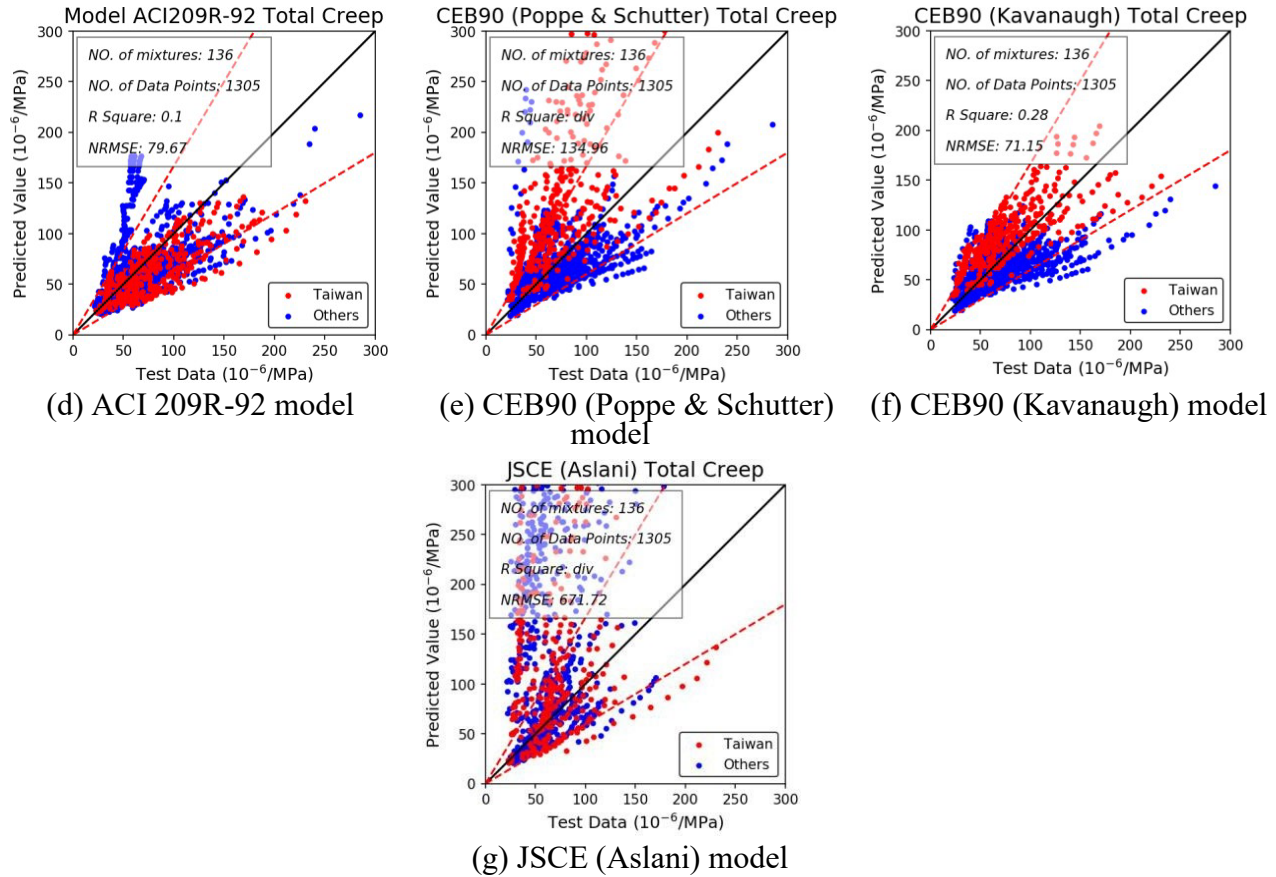 Model ACI209R-92 Total Creep
NO. of mixtures: 136
NO. of Data Points: 1305
R Square: 0.1
NRMSE: 79.67
Predicted Value (10⁻⁶/MPa)
300
250
200
150
100
50
0
Taiwan
Others
0 50 100 150 200 250 300
Test Data (10⁻⁶/MPa)
(d) ACI 209R-92 model
CEB90 (Poppe & Schutter) Total Creep
NO. of mixtures: 136
NO. of Data Points: 1305
R Square: div
NRMSE: 134.96
Predicted Value (10⁻⁶/MPa)
300
250
200
150
100
50
0
Taiwan
Others
0 50 100 150 200 250 300
Test Data (10⁻⁶/MPa)
(e) CEB90 (Poppe & Schutter)
model
CEB90 (Kavanaugh) Total Creep
NO. of mixtures: 136
NO. of Data Points: 1305
R Square: 0.28
NRMSE: 71.15
Predicted Value (10⁻⁶/MPa)
300
250
200
150
100
50
0
Taiwan
Others
0 50 100 150 200 250 300
Test Data (10⁻⁶/MPa)
(f) CEB90 (Kavanaugh) model
JSCE (Aslani) Total Creep
NO. of mixtures: 136
NO. of Data Points: 1305
R Square: div
NRMSE: 671.72
Predicted Value (10⁻⁶/MPa)
300
250
200
150
100
50
0
Taiwan
Others
0 50 100 150 200 250 300
Test Data (10⁻⁶/MPa)
(g) JSCE (Aslani) model